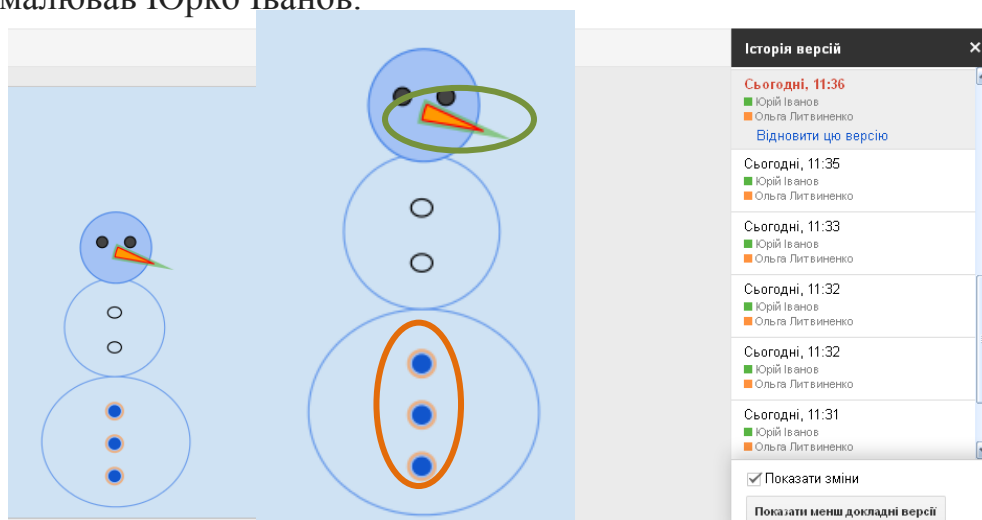 малював Юрко Іванов.
Історія версій
Сьогодні, 11:36
Юрій Іванов
Ольга Литвиненко
Відновити цю версію
Сьогодні, 11:35
Юрій Іванов
Ольга Литвиненко
Сьогодні, 11:33
Юрій Іванов
Ольга Литвиненко
Сьогодні, 11:32
Юрій Іванов
Ольга Литвиненко
Сьогодні, 11:32
Юрій Іванов
Ольга Литвиненко
Сьогодні, 11:31
Юрій Іванов
Ольга Литвиненко
Показати зміни
Показати менш докладні версії